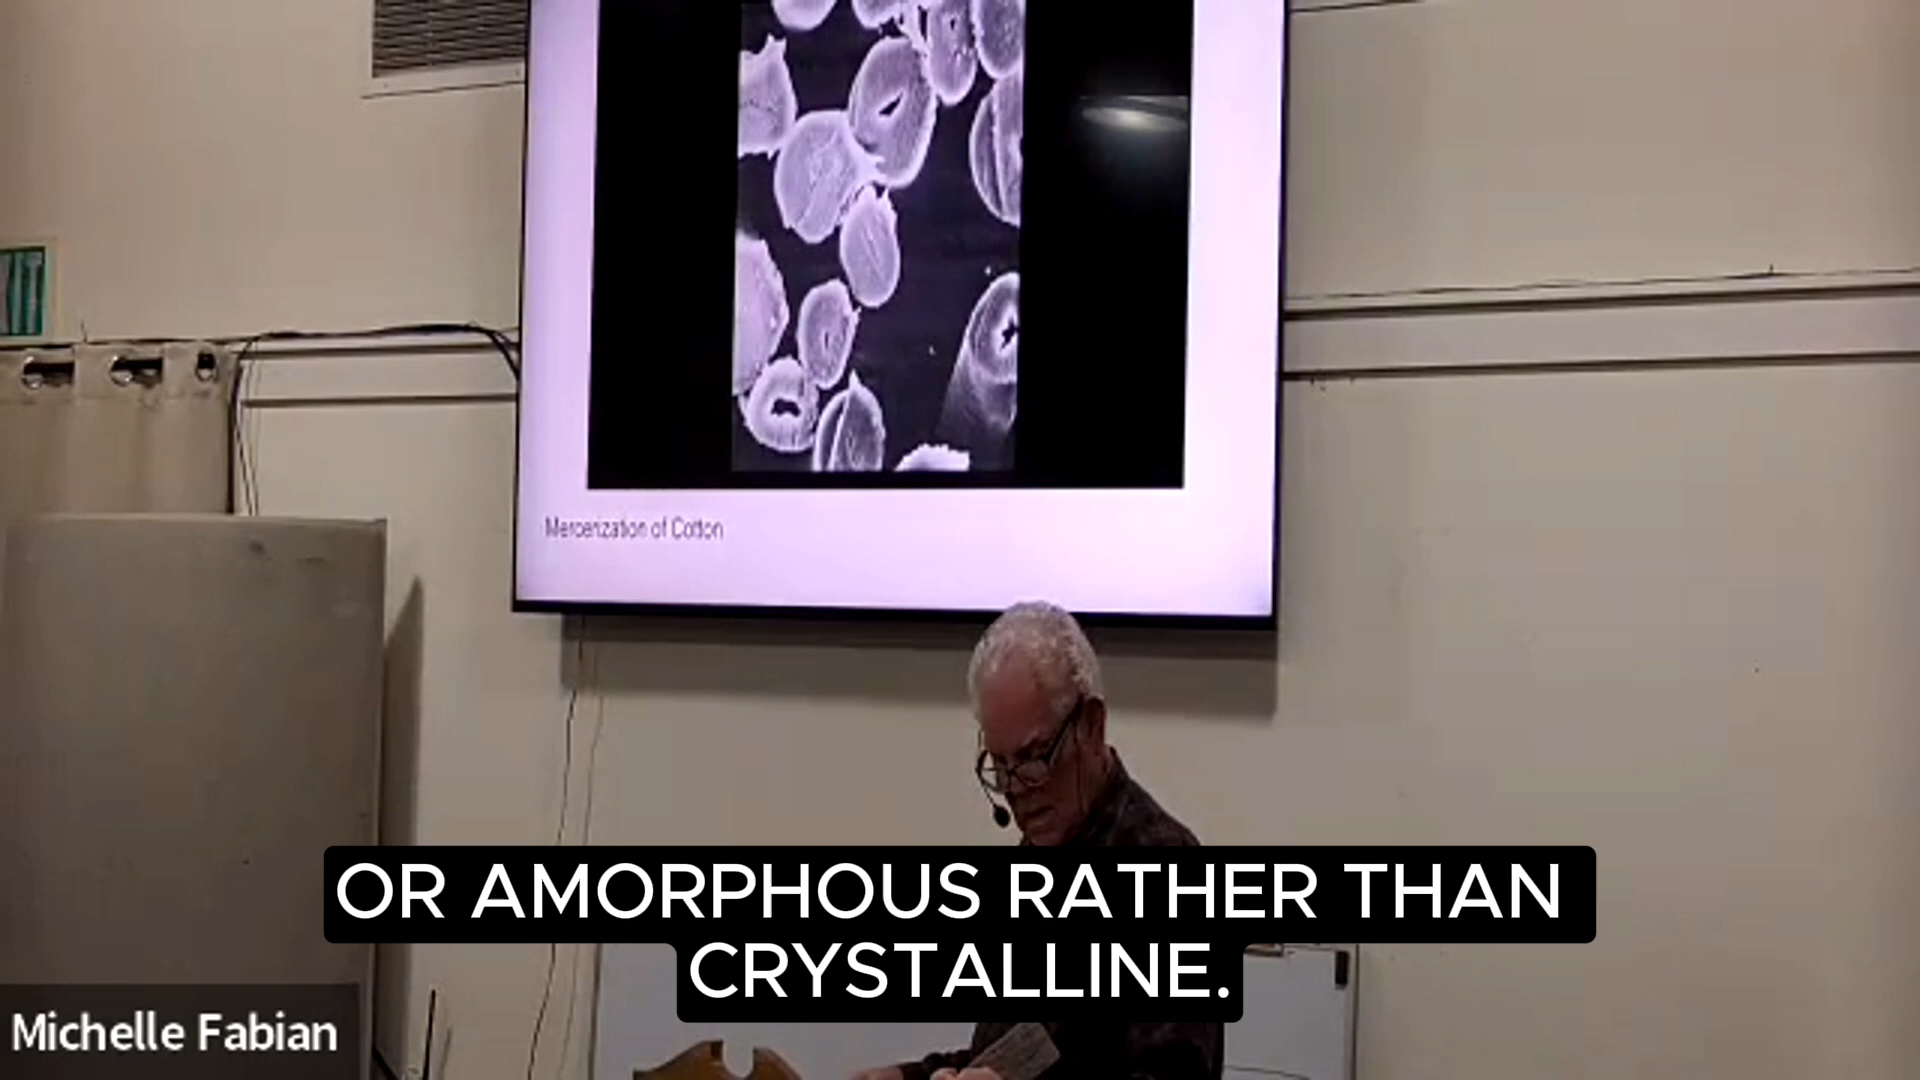 Mercerization of Cotton
OR AMORPHOUS RATHER THAN
CRYSTALLINE.
Michelle Fabian